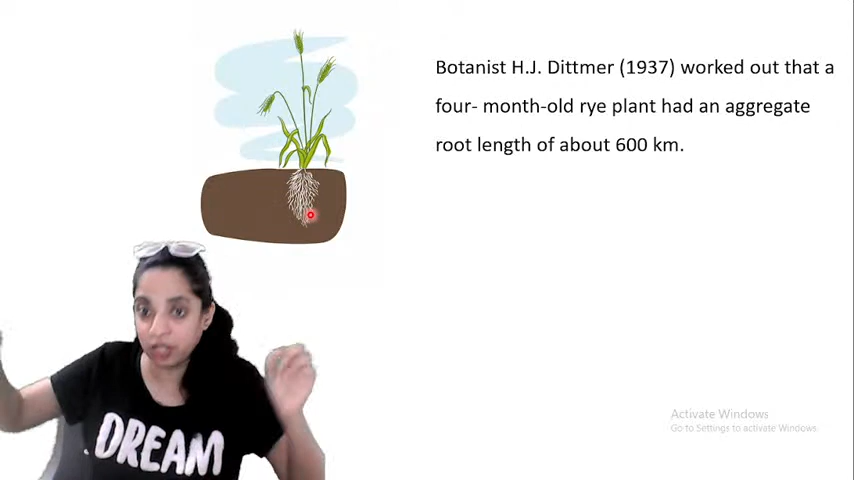 Botanist H.J. Dittmer (1937) worked out that a
four- month-old rye plant had an aggregate
root length of about 600 km.
DREAM
Activate Windows
Go to Settings to activate Windows.